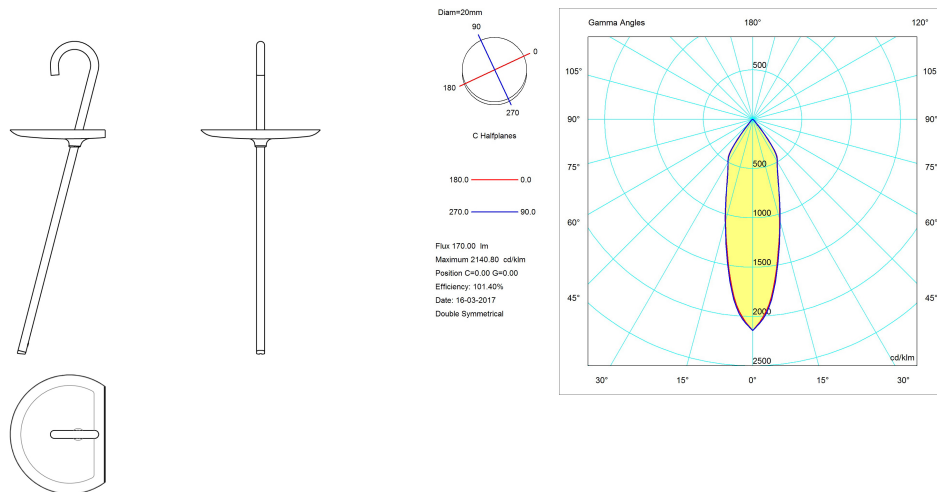 Diam=20mm
90
0
180
270
C Halfplanes
180.0 0.0
270.0 90.0
Flux 170.00 lm
Maximum 2140.80 cd/klm
Position C=0.00 G=0.00
Efficiency: 101.40%
Date: 16-03-2017
Double Symmetrical
Gamma Angles 180° 120°
105° 500 105°
90° 90°
75° 500 75°
60° 1000 60°
1500
45° 2000 45°
2500 cd/klm
30° 15° 0° 15° 30°